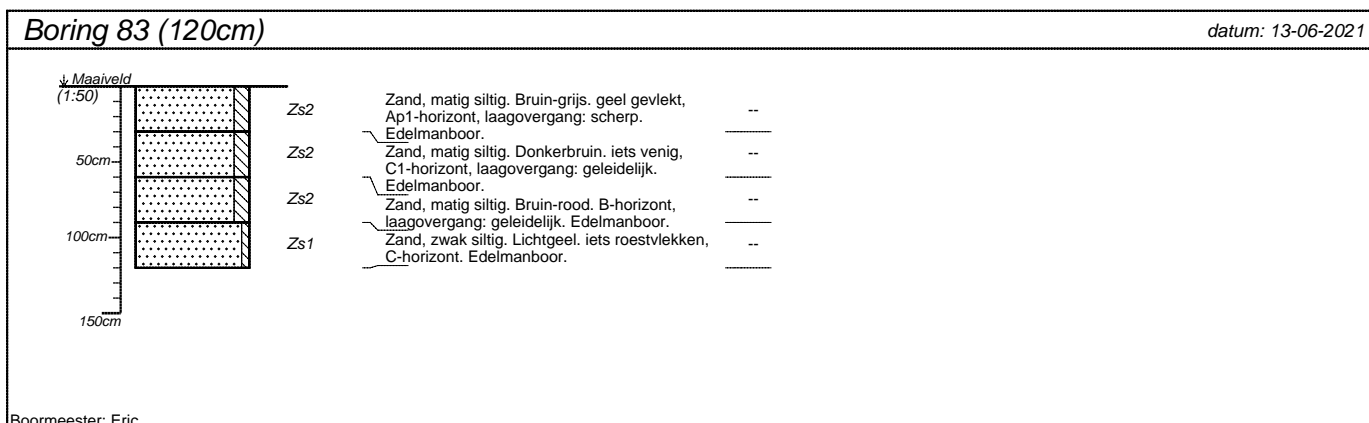 Boring 83 (120cm)
datum: 13-06-2021
Maaiveld
(1:50)
Zs2
Zand, matig siltig. Bruin-grijs. geel gevlekt,
Ap1-horizont, laagovergang: scherp.
Edelmanboor.
--
50cm
Zs2
Zand, matig siltig. Donkerbruin. iets venig,
C1-horizont, laagovergang: geleidelijk.
Edelmanboor.
--
Zs2
Zand, matig siltig. Bruin-rood. B-horizont,
laagovergang: geleidelijk. Edelmanboor.
--
100cm
Zs1
Zand, zwak siltig. Lichtgeel. iets roestvlekken,
C-horizont. Edelmanboor.
--
150cm
Boormeester: Eric